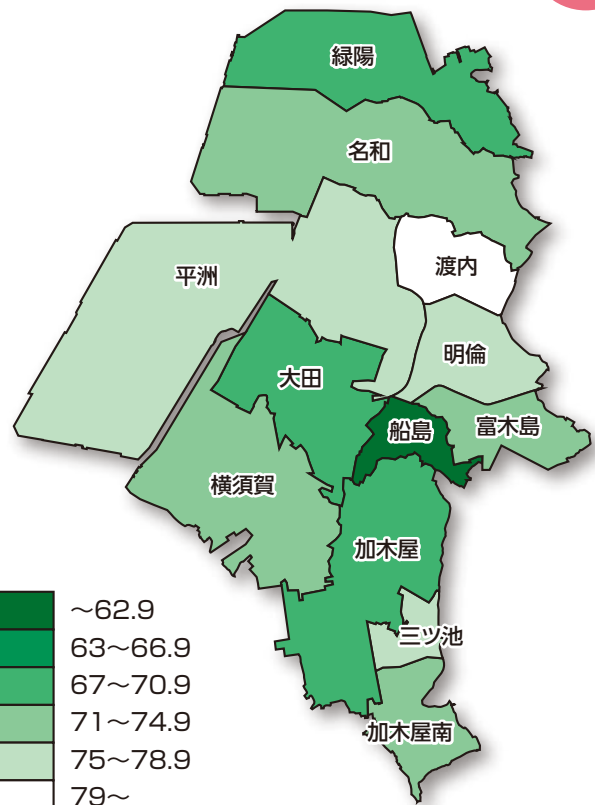 緑陽
名和
渡内
平洲
明倫
大田
船島
富木島
横須賀
加木屋
三ツ池
加木屋南
～62.9
63～66.9
67～70.9
71～74.9
75～78.9
79～